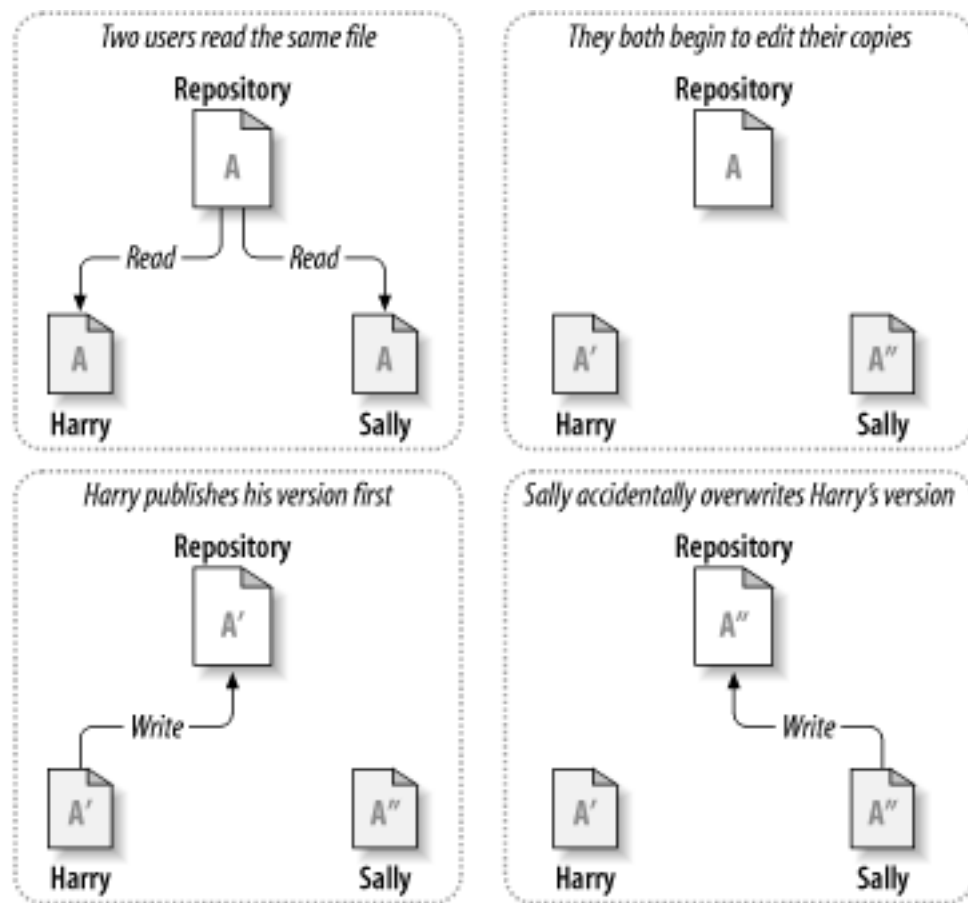 Two users read the same file
Repository
A
Read
Read
A
A
Harry
Sally
They both begin to edit their copies
Repository
A
A'
A"
Harry
Sally
Harry publishes his version first
Repository
A'
Write
A'
A"
Harry
Sally
Sally accidentally overwrites Harry's version
Repository
A"
Write
A'
A"
Harry
Sally